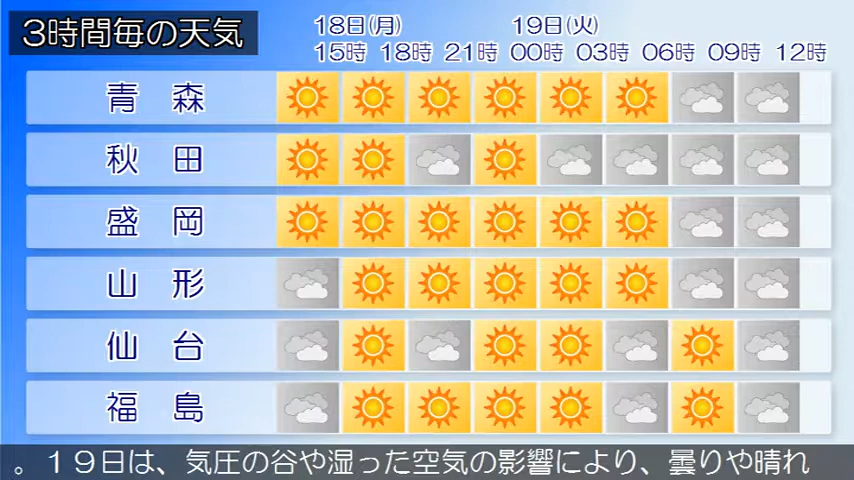 3時間毎の天気
18日(月) 19日(火)
15時 18時 21時 00時 03時 06時 09時 12時
青 森
秋 田
盛 岡
山 形
仙 台
福 島
。１９日は、気圧の谷や湿った空気の影響により、曇りや晴れ